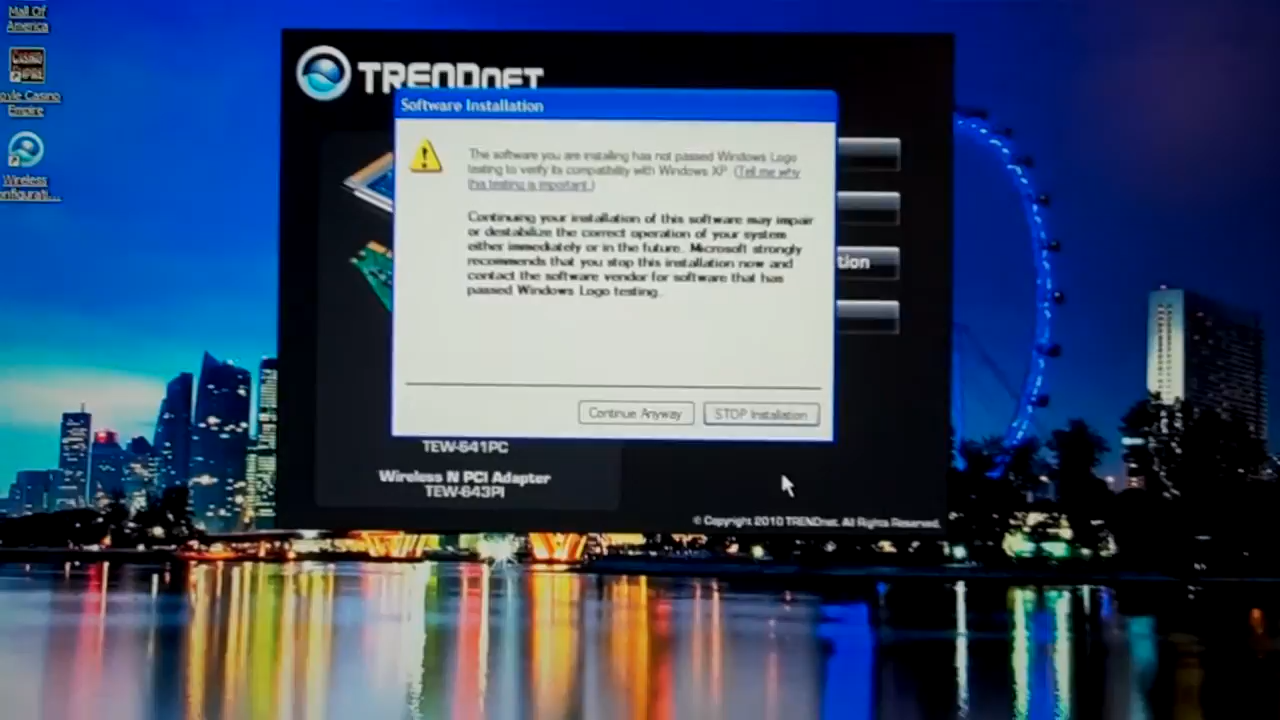 Mall Of
America
CASINO
EMPIRE
Casino
Empire
Wireless
TRENDNET
Software Installation
The software you are installing has not passed Windows Logo
testing to verify its compatibility with Windows XP. (Tell me why
this testing is important.)
Continuing your installation of this software may impair
or destabilize the correct operation of your system
either immediately or in the future. Microsoft strongly
recommends that you stop this installation now and
contact the software vendor for software that has
passed Windows Logo testing.
Continue Anyway STOP Installation
tion
TEW-641PC
Wireless N PCI Adapter
TEW-643PI
© Copyright 2010 TRENDnet. All Rights Reserved.